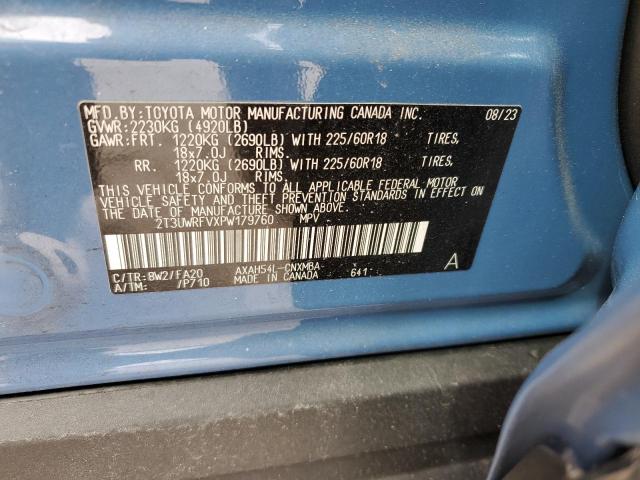 MFD.BY:TOYOTA MOTOR MANUFACTURING CANADA INC. 08/23
GVWR:2230KG (4920LB)
GAWR:FRT. 1220KG (2690LB) WITH 225/60R18 TIRES,
18x7.0J RIMS
RR. 1220KG (2690LB) WITH 225/60R18 TIRES,
18x7.0J RIMS
THIS VEHICLE CONFORMS TO ALL APPLICABLE FEDERAL MOTOR
VEHICLE SAFETY AND THEFT PREVENTION STANDARDS IN EFFECT ON
THE DATE OF MANUFACTURE SHOWN ABOVE.
2T3UWRFVXPW179760 MPV
C/TR:8W2/FA20 AXAH54L-CNXMBA 641 A
A/TM: /P710 MADE IN CANADA